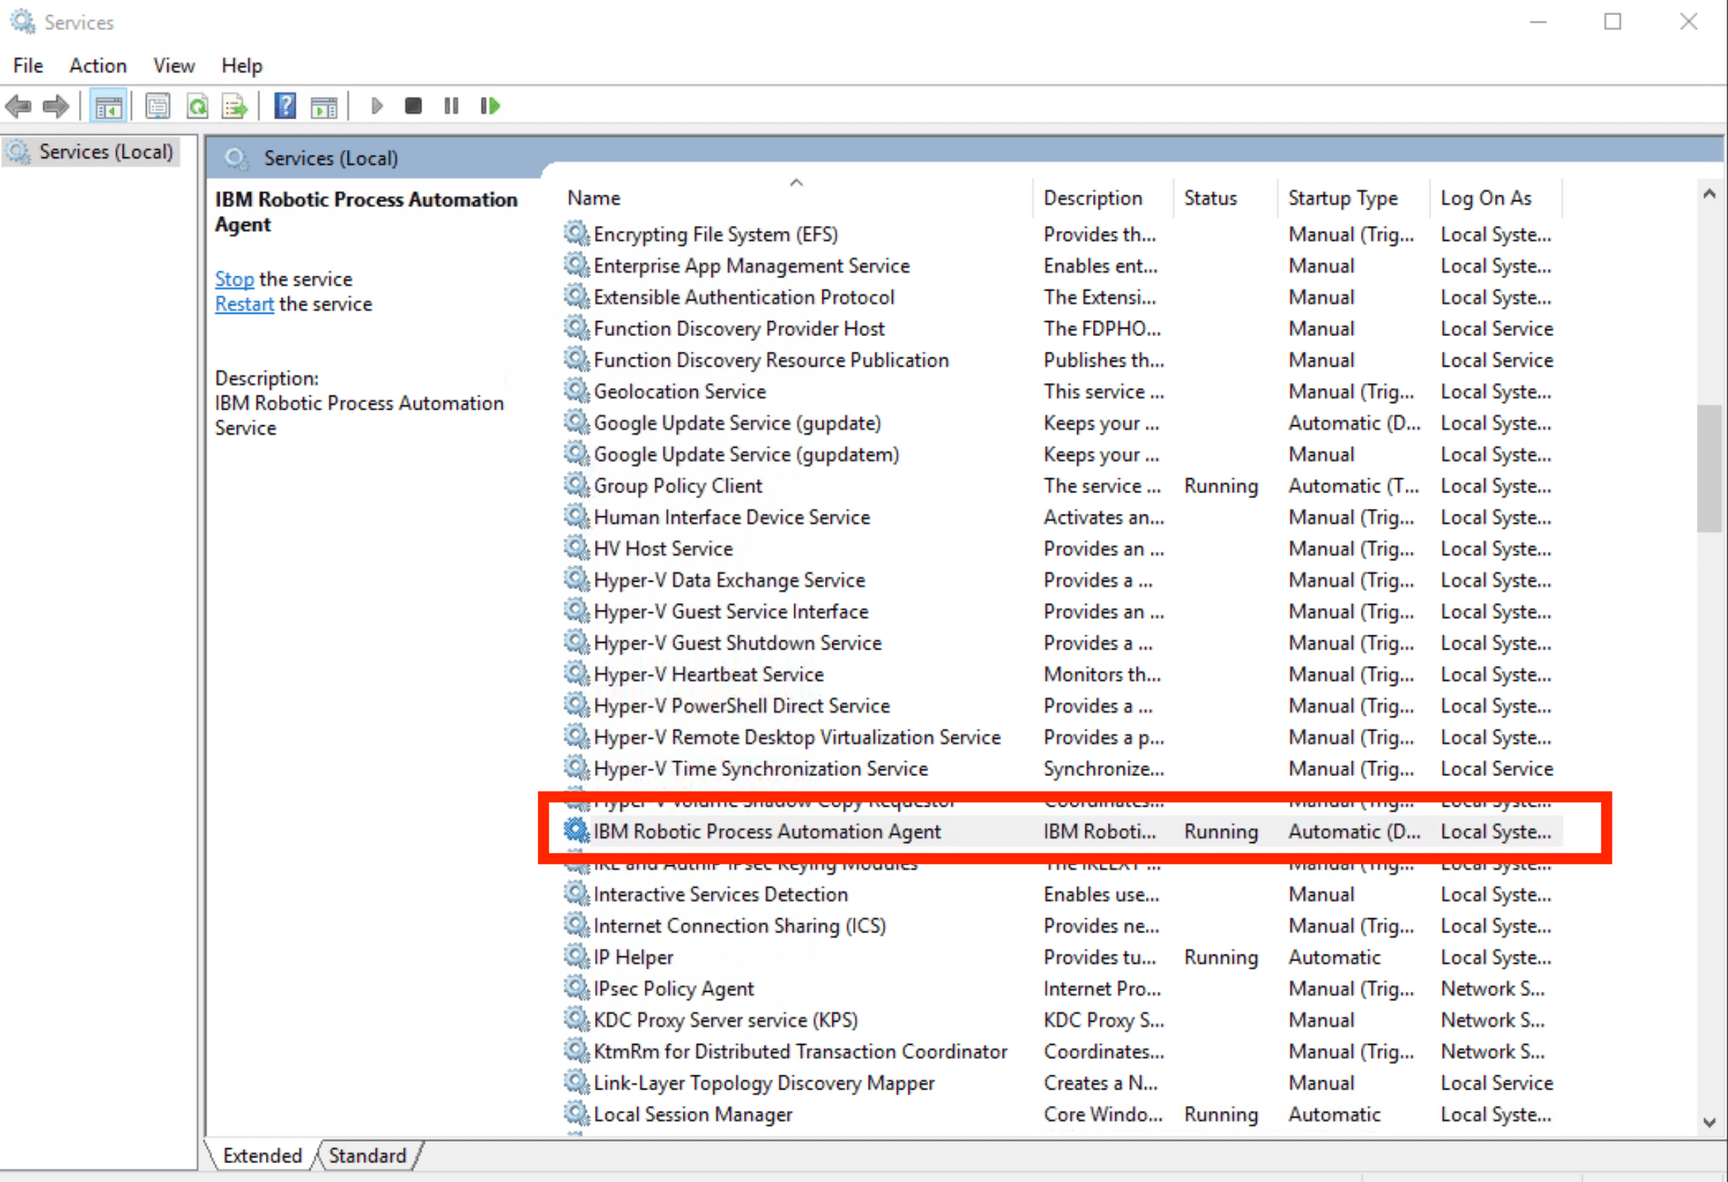 Services
File Action View Help
Services (Local)
Services (Local)
IBM Robotic Process Automation
Agent
Stop the service
Restart the service
Description:
IBM Robotic Process Automation
Service
Name Description Status Startup Type Log On As
Encrypting File System (EFS) Provides th... Manual (Trig... Local Syste...
Enterprise App Management Service Enables ent... Manual Local Syste...
Extensible Authentication Protocol The Extensi... Manual Local Syste...
Function Discovery Provider Host The FDPHO... Manual Local Service
Function Discovery Resource Publication Publishes th... Manual Local Service
Geolocation Service This service ... Manual (Trig... Local Syste...
Google Update Service (gupdate) Keeps your ... Automatic (D... Local Syste...
Google Update Service (gupdatem) Keeps your ... Manual Local Syste...
Group Policy Client The service ... Running Automatic (T... Local Syste...
Human Interface Device Service Activates an... Manual (Trig... Local Syste...
HV Host Service Provides an ... Manual (Trig... Local Syste...
Hyper-V Data Exchange Service Provides a ... Manual (Trig... Local Syste...
Hyper-V Guest Service Interface Provides an ... Manual (Trig... Local Syste...
Hyper-V Guest Shutdown Service Provides a ... Manual (Trig... Local Syste...
Hyper-V Heartbeat Service Monitors th... Manual (Trig... Local Syste...
Hyper-V PowerShell Direct Service Provides a ... Manual (Trig... Local Syste...
Hyper-V Remote Desktop Virtualization Service Provides a p... Manual (Trig... Local Syste...
Hyper-V Time Synchronization Service Synchronize... Manual (Trig... Local Service
Hyper-V Volume Shadow Copy Requestor Coordinates... Manual (Trig... Local Syste...
IBM Robotic Process Automation Agent IBM Roboti... Running Automatic (D... Local Syste...
IKE and AuthIP IPsec Keying Modules The IKEEXT ... Manual (Trig... Local Syste...
Interactive Services Detection Enables use... Manual Local Syste...
Internet Connection Sharing (ICS) Provides ne... Manual (Trig... Local Syste...
IP Helper Provides tu... Running Automatic Local Syste...
IPsec Policy Agent Internet Pro... Manual (Trig... Network S...
KDC Proxy Server service (KPS) KDC Proxy S... Manual Network S...
KtmRm for Distributed Transaction Coordinator Coordinates... Manual (Trig... Network S...
Link-Layer Topology Discovery Mapper Creates a N... Manual Local Service
Local Session Manager Core Windo... Running Automatic Local Syste...
Extended Standard